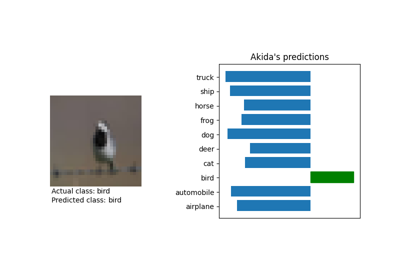 Akida's predictions
truck
ship
horse
frog
dog
deer
cat
bird
automobile
airplane
Actual class: bird
Predicted class: bird